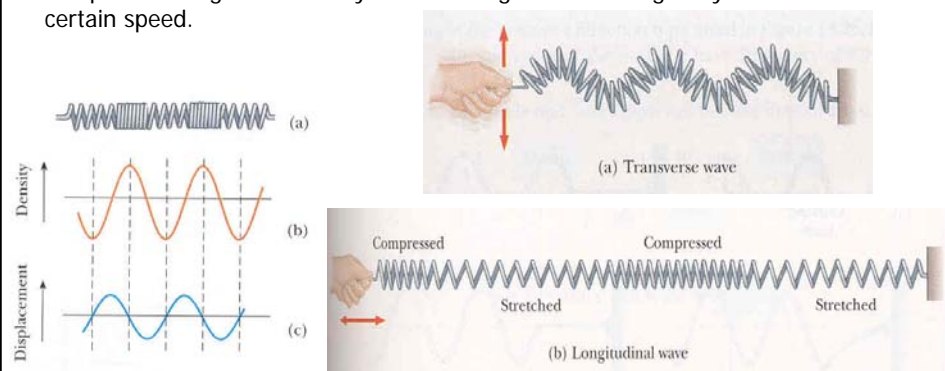 certain speed.
(a)
Density
(b)
Displacement
(c)
(a) Transverse wave
Compressed
Compressed
Stretched
Stretched
(b) Longitudinal wave